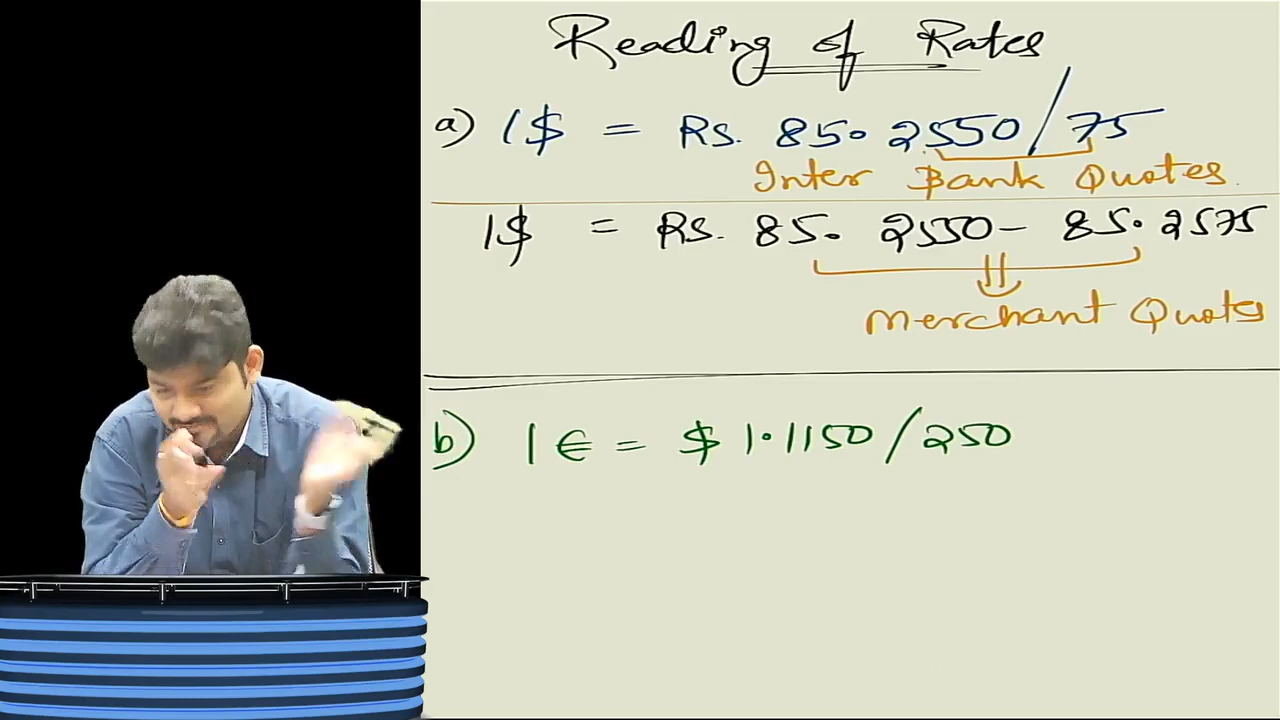 Reading of Rates
a) 1$ = Rs. 85.2550/75
Inter Bank Quotes.
1$ = Rs. 85. 2550 - 85.2575
Merchant Quotes
b) 1€ = $ 1.1150/250